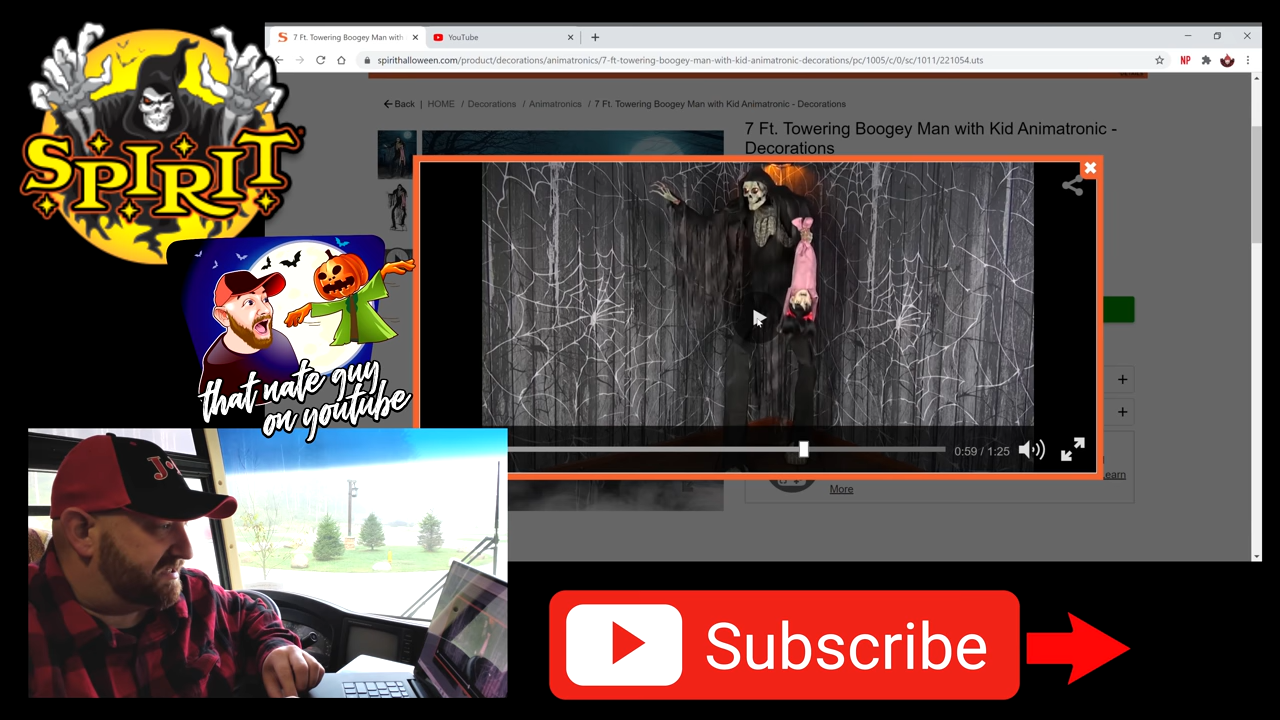 SPIRIT
that nate guy
on youtube
7 Ft. Towering Boogey Man with
YouTube
spirithalloween.com/product/decorations/animatronics/7-ft-towering-boogey-man-with-kid-animatronic-decorations/pc/1005/c/0/sc/1011/221054.uts
NP
Back | HOME / Decorations / Animatronics / 7 Ft. Towering Boogey Man with Kid Animatronic - Decorations
7 Ft. Towering Boogey Man with Kid Animatronic -
Decorations
0:59 / 1:25
Learn
More
Subscribe